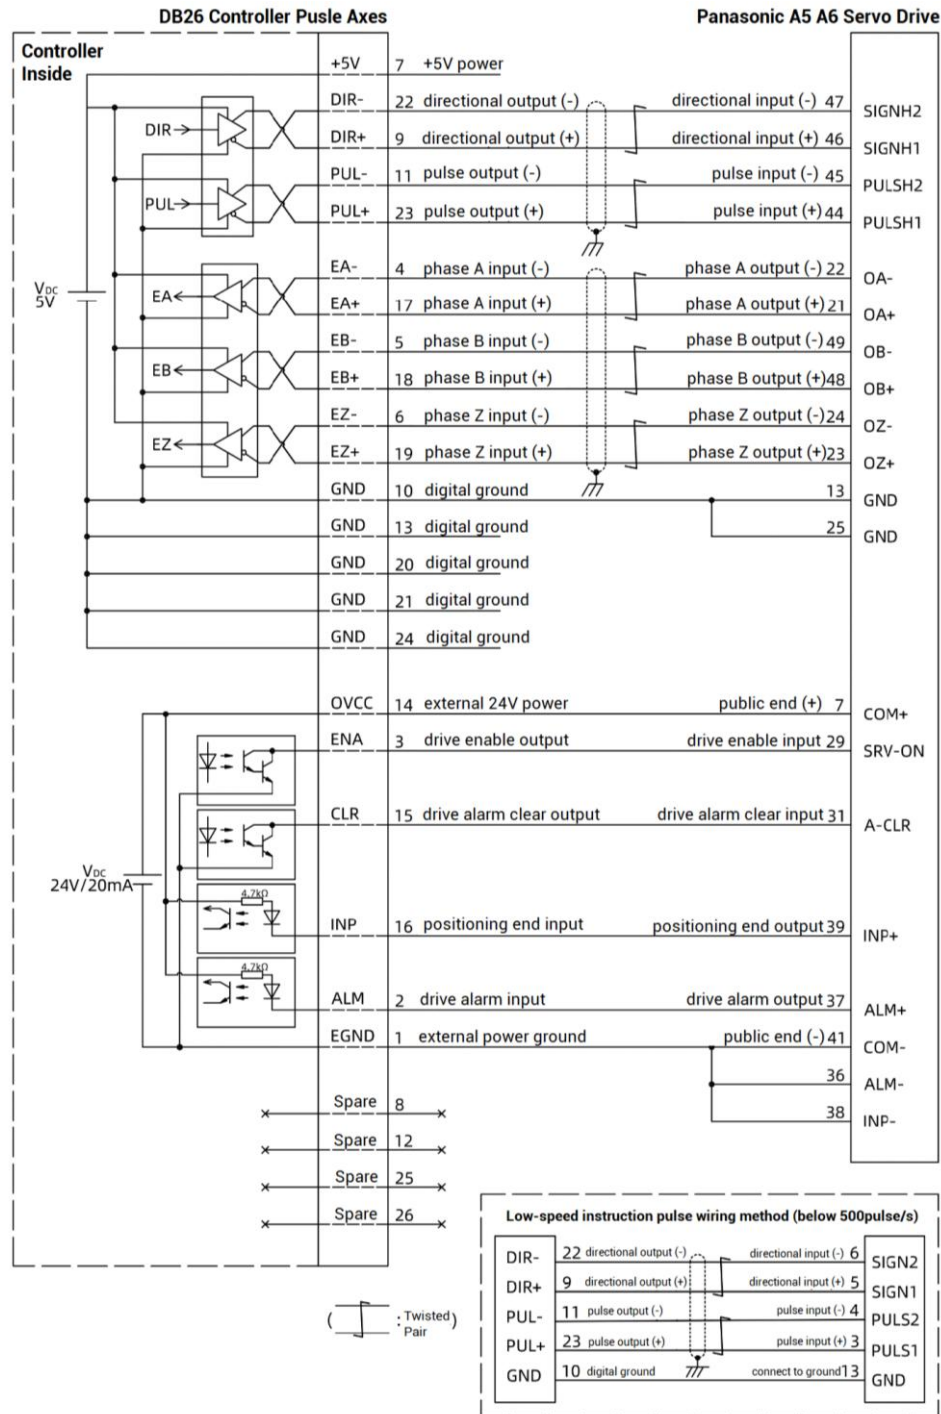 DB26 Controller Pusle Axes
Panasonic A5 A6 Servo Drive
Controller
Inside
+5V 7 +5V power
DIR- 22 directional output (-) directional input (-) 47 SIGNH2
DIR
DIR+ 9 directional output (+) directional input (+) 46 SIGNH1
PUL- 11 pulse output (-) pulse input (-) 45 PULSH2
PUL
PUL+ 23 pulse output (+) pulse input (+) 44 PULSH1
EA- 4 phase A input (-) phase A output (-) 22 OA-
VDC
5V
EA
EA+ 17 phase A input (+) phase A output (+) 21 OA+
EB- 5 phase B input (-) phase B output (-) 49 OB-
EB
EB+ 18 phase B input (+) phase B output (+) 48 OB+
EZ- 6 phase Z input (-) phase Z output (-) 24 OZ-
EZ
EZ+ 19 phase Z input (+) phase Z output (+) 23 OZ+
GND 10 digital ground 13 GND
GND 13 digital ground 25 GND
GND 20 digital ground
GND 21 digital ground
GND 24 digital ground
OVCC 14 external 24V power public end (+) 7 COM+
ENA 3 drive enable output drive enable input 29 SRV-ON
CLR 15 drive alarm clear output drive alarm clear input 31 A-CLR
VDC
24V/20mA
4.7kΩ
INP 16 positioning end input positioning end output 39 INP+
4.7kΩ
ALM 2 drive alarm input drive alarm output 37 ALM+
EGND 1 external power ground public end (-) 41 COM-
36 ALM-
38 INP-
Spare 8
Spare 12
Spare 25
Spare 26
Low-speed instruction pulse wiring method (below 500pulse/s)
DIR- 22 directional output (-) directional input (-) 6 SIGN2
DIR+ 9 directional output (+) directional input (+) 5 SIGN1
PUL- 11 pulse output (-) pulse input (-) 4 PULS2
PUL+ 23 pulse output (+) pulse input (+) 3 PULS1
GND 10 digital ground connect to ground 13 GND
( : Twisted
Pair )